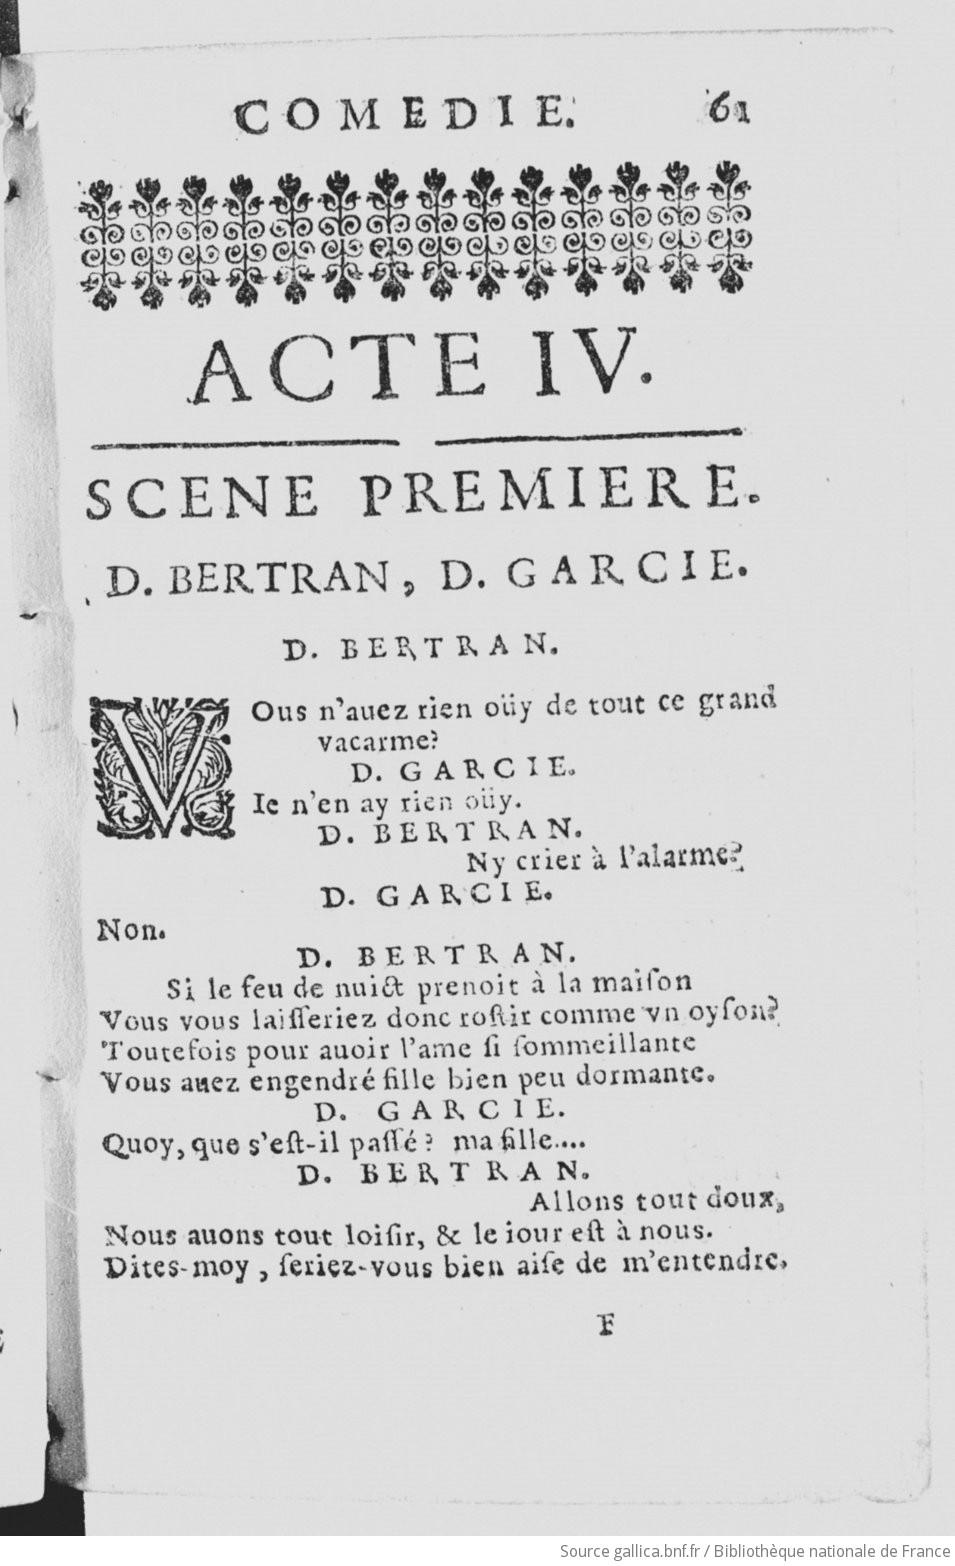 COMEDIE. 61
ACTE IV.
SCENE PREMIERE.
D. BERTRAN, D. GARCIE.
D. BERTRAN.
VOus n'auez rien oüy de tout ce grand
vacarme?
D. GARCIE.
Ie n'en ay rien oüy.
D. BERTRAN.
Ny crier à l'alarme?
D. GARCIE.
Non.
D. BERTRAN.
Si le feu de nuict prenoit à la maiſon
Vous vous laiſſeriez donc roſtir comme vn oyſon?
Toutefois pour auoir l'ame ſi ſommeillante
Vous auez engendré fille bien peu dormante.
D. GARCIE.
Quoy, que s'eſt-il paſſé? ma fille....
D. BERTRAN.
Allons tout doux,
Nous auons tout loiſir, & le iour eſt à nous.
Dites-moy, ſeriez-vous bien aiſe de m'entendre,
F
Source gallica.bnf.fr / Bibliothèque nationale de France